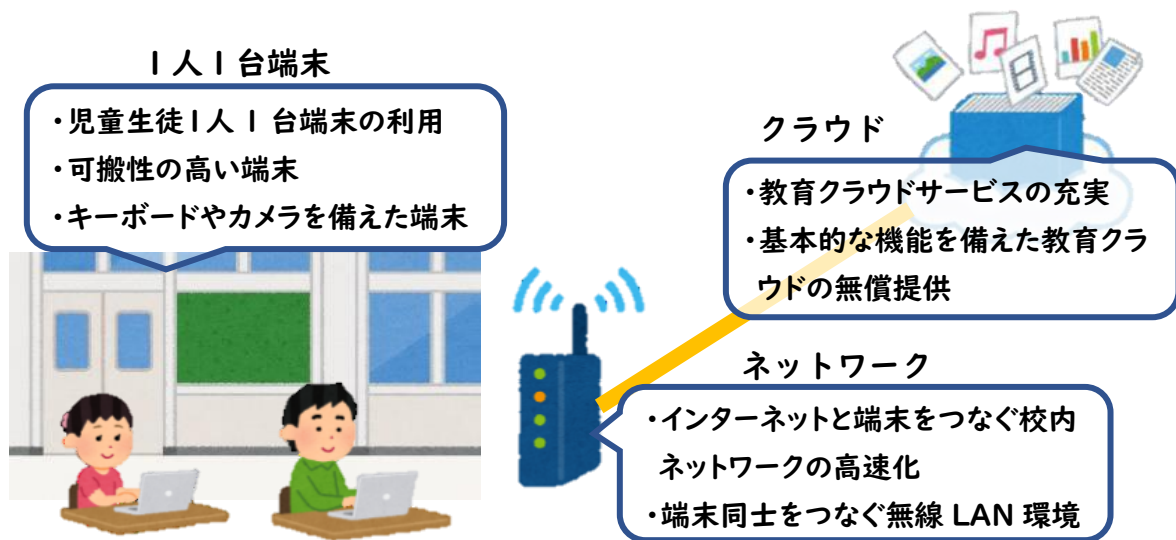 1人1台端末
・児童生徒1人1台端末の利用
・可搬性の高い端末
・キーボードやカメラを備えた端末
クラウド
・教育クラウドサービスの充実
・基本的な機能を備えた教育クラ
ウドの無償提供
ネットワーク
・インターネットと端末をつなぐ校内
ネットワークの高速化
・端末同士をつなぐ無線 LAN 環境